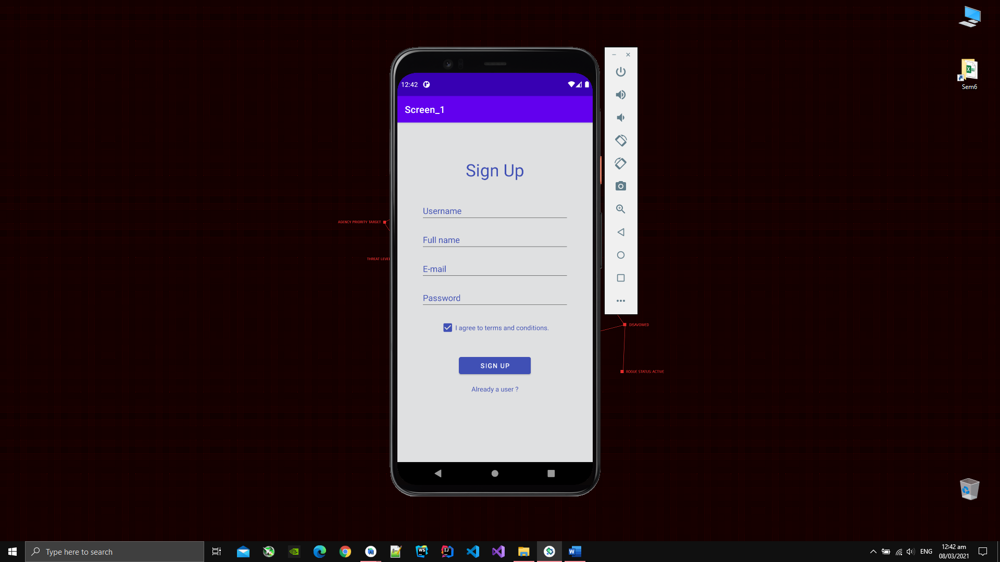 Sem6
12:42
Screen_1
Sign Up
Username
AGENCY PRIORITY TARGET
Full name
THREAT LEVEL
E-mail
Password
I agree to terms and conditions.
DISAVOWED
SIGN UP
ROGUE STATUS: ACTIVE
Already a user ?
Type here to search
WS
IJ
W
ENG
12:42 am
08/03/2021